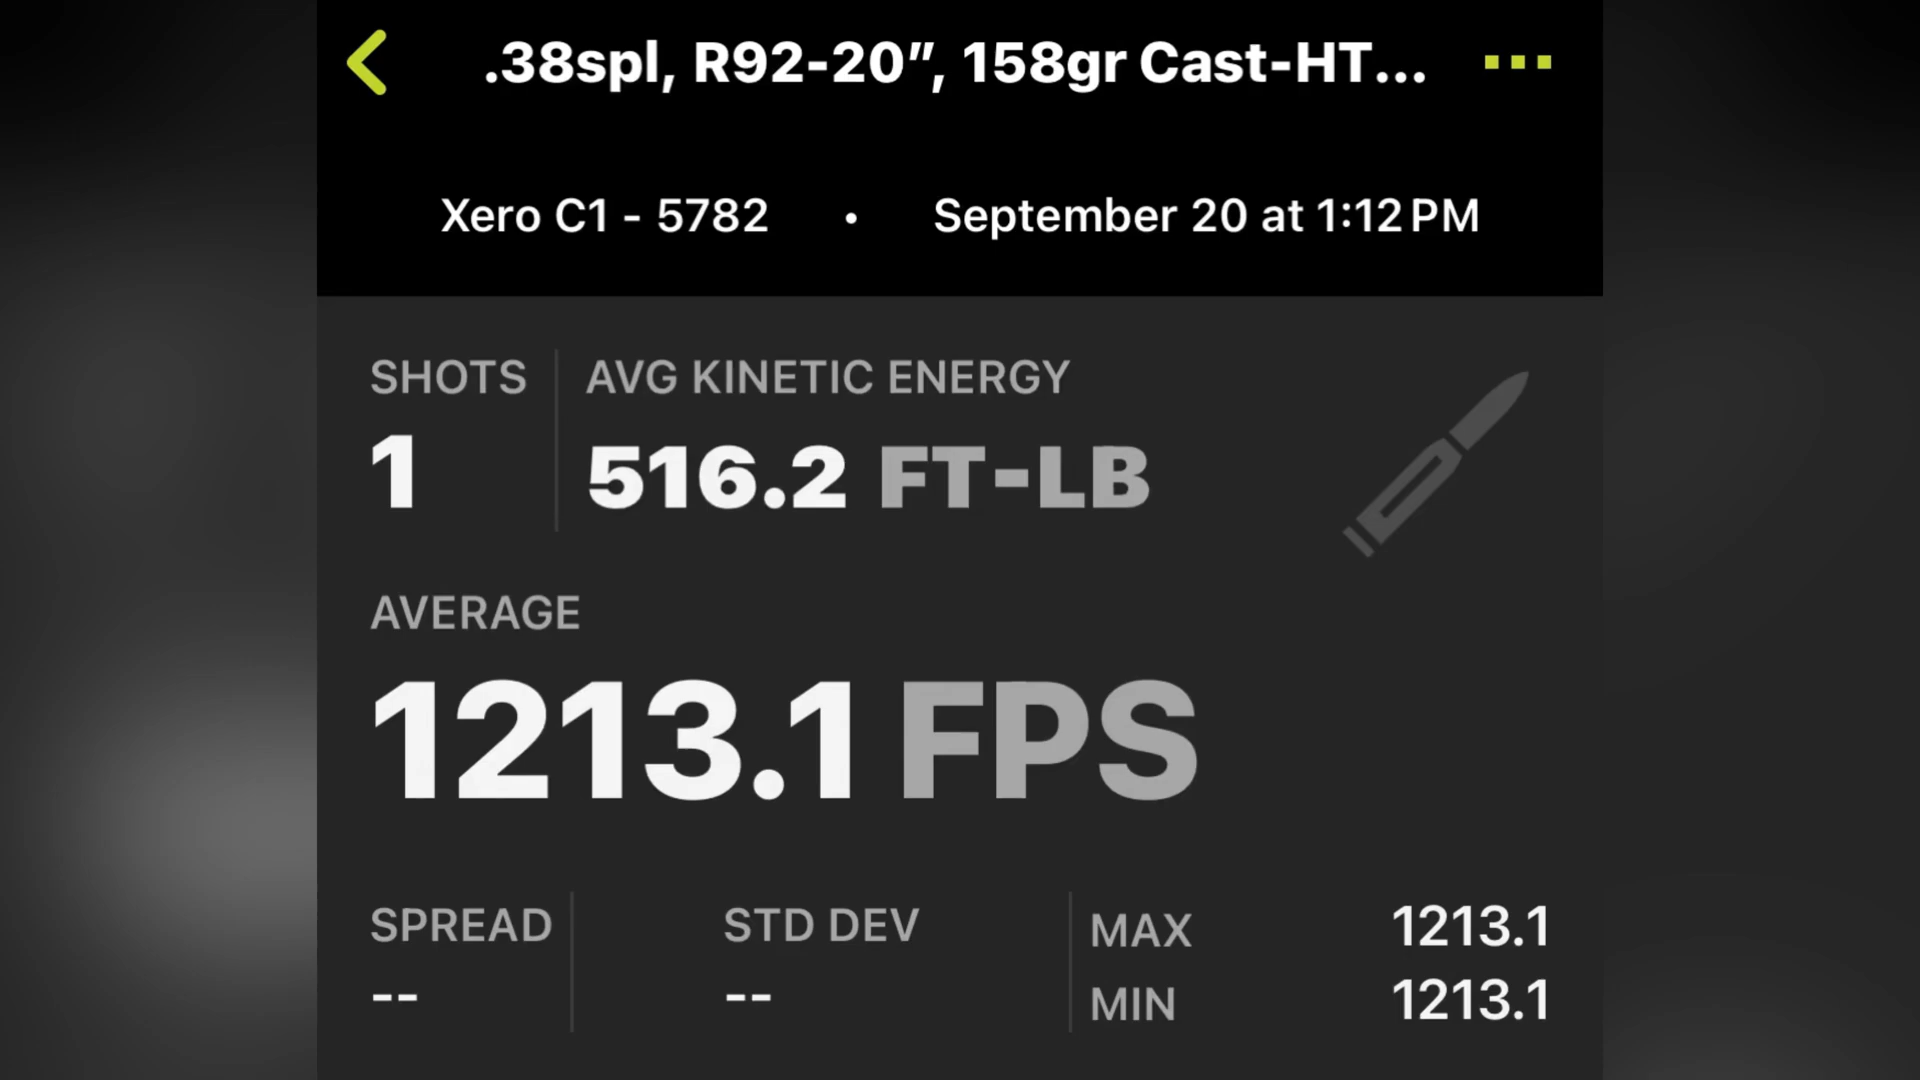 .38spl, R92-20”, 158gr Cast-HT...
Xero C1 - 5782 • September 20 at 1:12 PM
SHOTS AVG KINETIC ENERGY
1 516.2 FT-LB
AVERAGE
1213.1 FPS
SPREAD STD DEV MAX 1213.1
-- -- MIN 1213.1